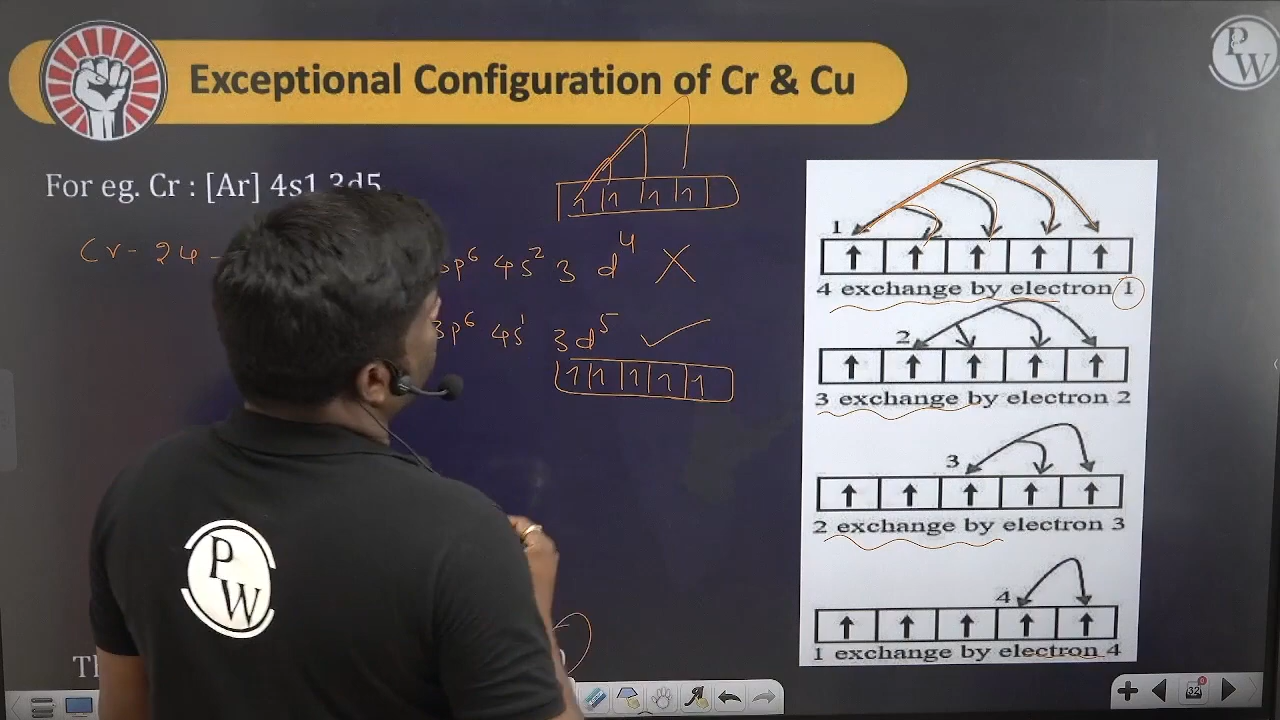 Exceptional Configuration of Cr & Cu
PW
For eg. Cr : [Ar] 4s1 3d5
Cr - 24 -
p⁶ 4s² 3 d⁴ X
3p⁶ 4s¹ 3d⁵ ✓
1
4 exchange by electron 1
2
3 exchange by electron 2
3
2 exchange by electron 3
4
1 exchange by electron 4
PW
Th
32